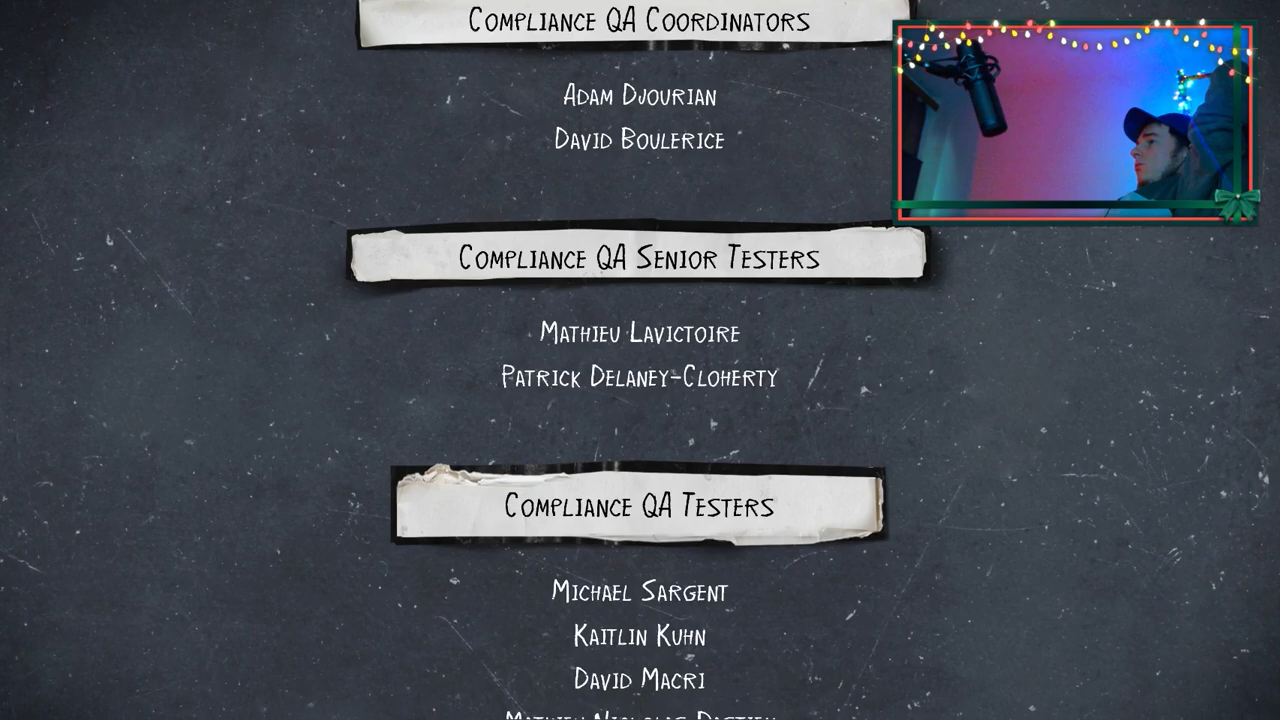 Compliance QA Coordinators
Adam Djourian
David Boulerice
Compliance QA Senior Testers
Mathieu Lavictoire
Patrick Delaney-Cloherty
Compliance QA Testers
Michael Sargent
Kaitlin Kuhn
David Macri